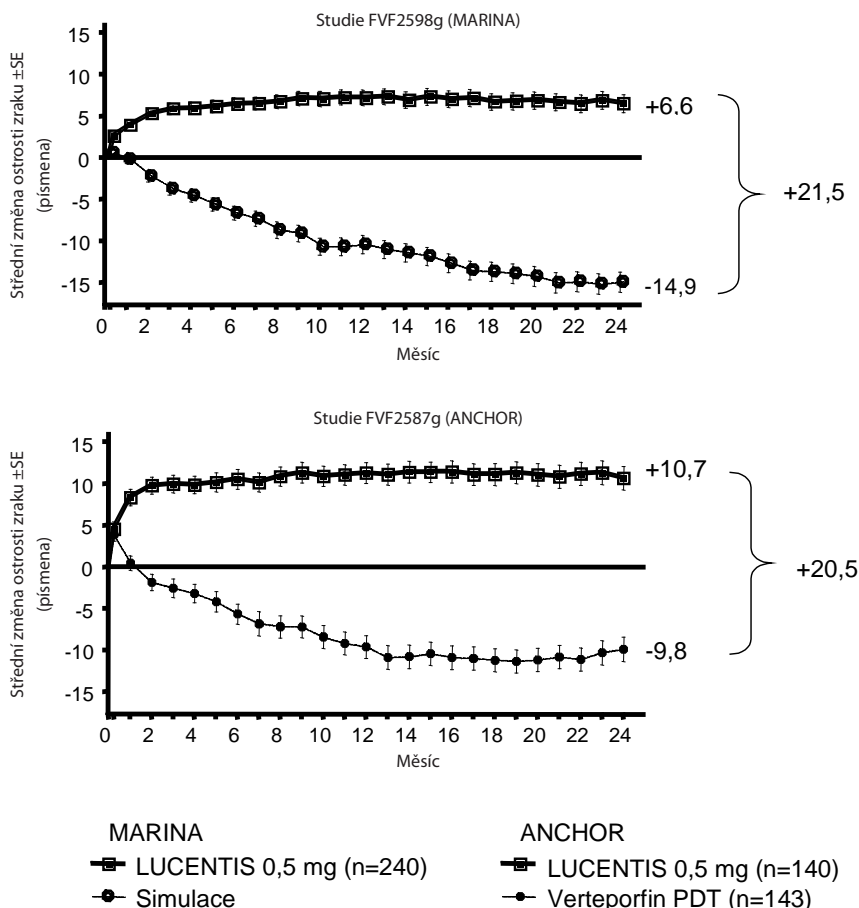 Studie FVF2598g (MARINA)
Střední změna ostrosti zraku ±SE
(písmena)
15
10
5
0
-5
-10
-15
+6.6
-14,9
+21,5
0 2 4 6 8 10 12 14 16 18 20 22 24
Měsíc
Studie FVF2587g (ANCHOR)
Střední změna ostrosti zraku ±SE
(písmena)
15
10
5
0
-5
-10
-15
+10,7
-9,8
+20,5
0 2 4 6 8 10 12 14 16 18 20 22 24
Měsíc
MARINA
LUCENTIS 0,5 mg (n=240)
Simulace
ANCHOR
LUCENTIS 0,5 mg (n=140)
Verteporfin PDT (n=143)